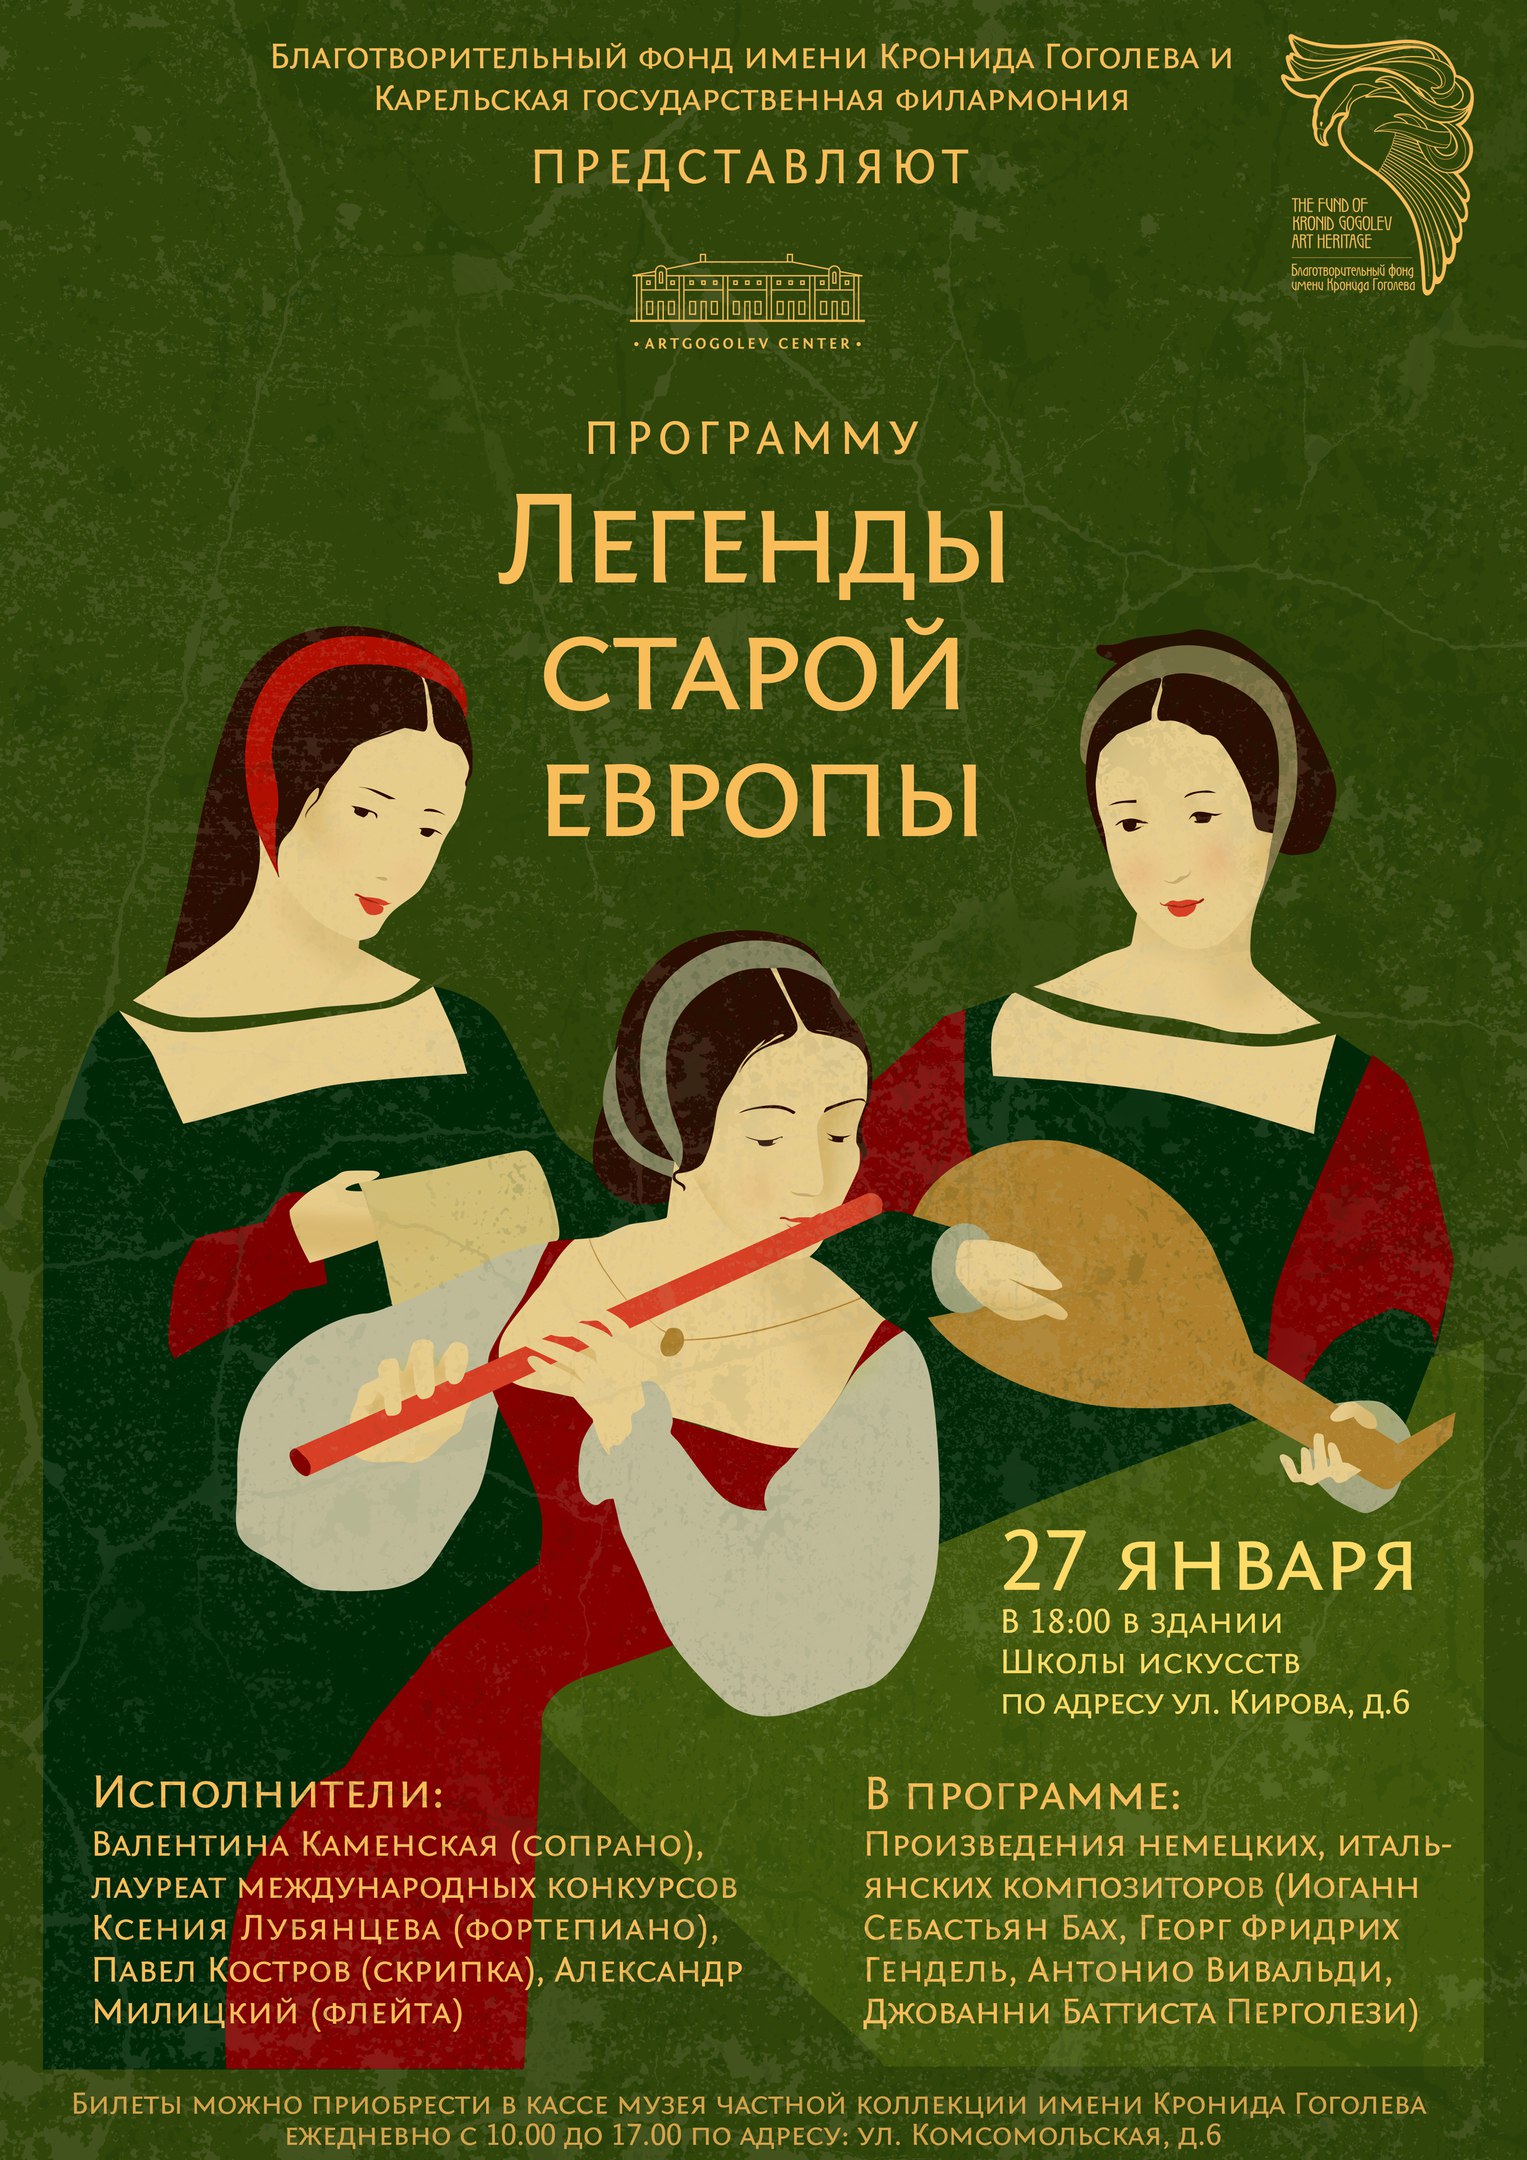 Благотворительный фонд имени Кронида Гоголева и
Карельская государственная филармония
ПРЕДСТАВЛЯЮТ
THE FUND OF
KRONID GOGOLEV
ART HERITAGE
Благотворительный фонд
имени Кронида Гоголева
• ARTGOGOLEV CENTER •
ПРОГРАММУ
Легенды
старой
Европы
27 января
в 18:00 в здании
Школы искусств
по адресу ул. Кирова, д.6
Исполнители:
Валентина Каменская (сопрано),
лауреат международных конкурсов
Ксения Лубянцева (фортепиано),
Павел Костров (скрипка), Александр
Милицкий (флейта)
В программе:
Произведения немецких, италь-
янских композиторов (Иоганн
Себастьян Бах, Георг Фридрих
Гендель, Антонио Вивальди,
Джованни Баттиста Перголези)
Билеты можно приобрести в кассе музея частной коллекции имени Кронида Гоголева
ежедневно с 10.00 до 17.00 по адресу: ул. Комсомольская, д.6